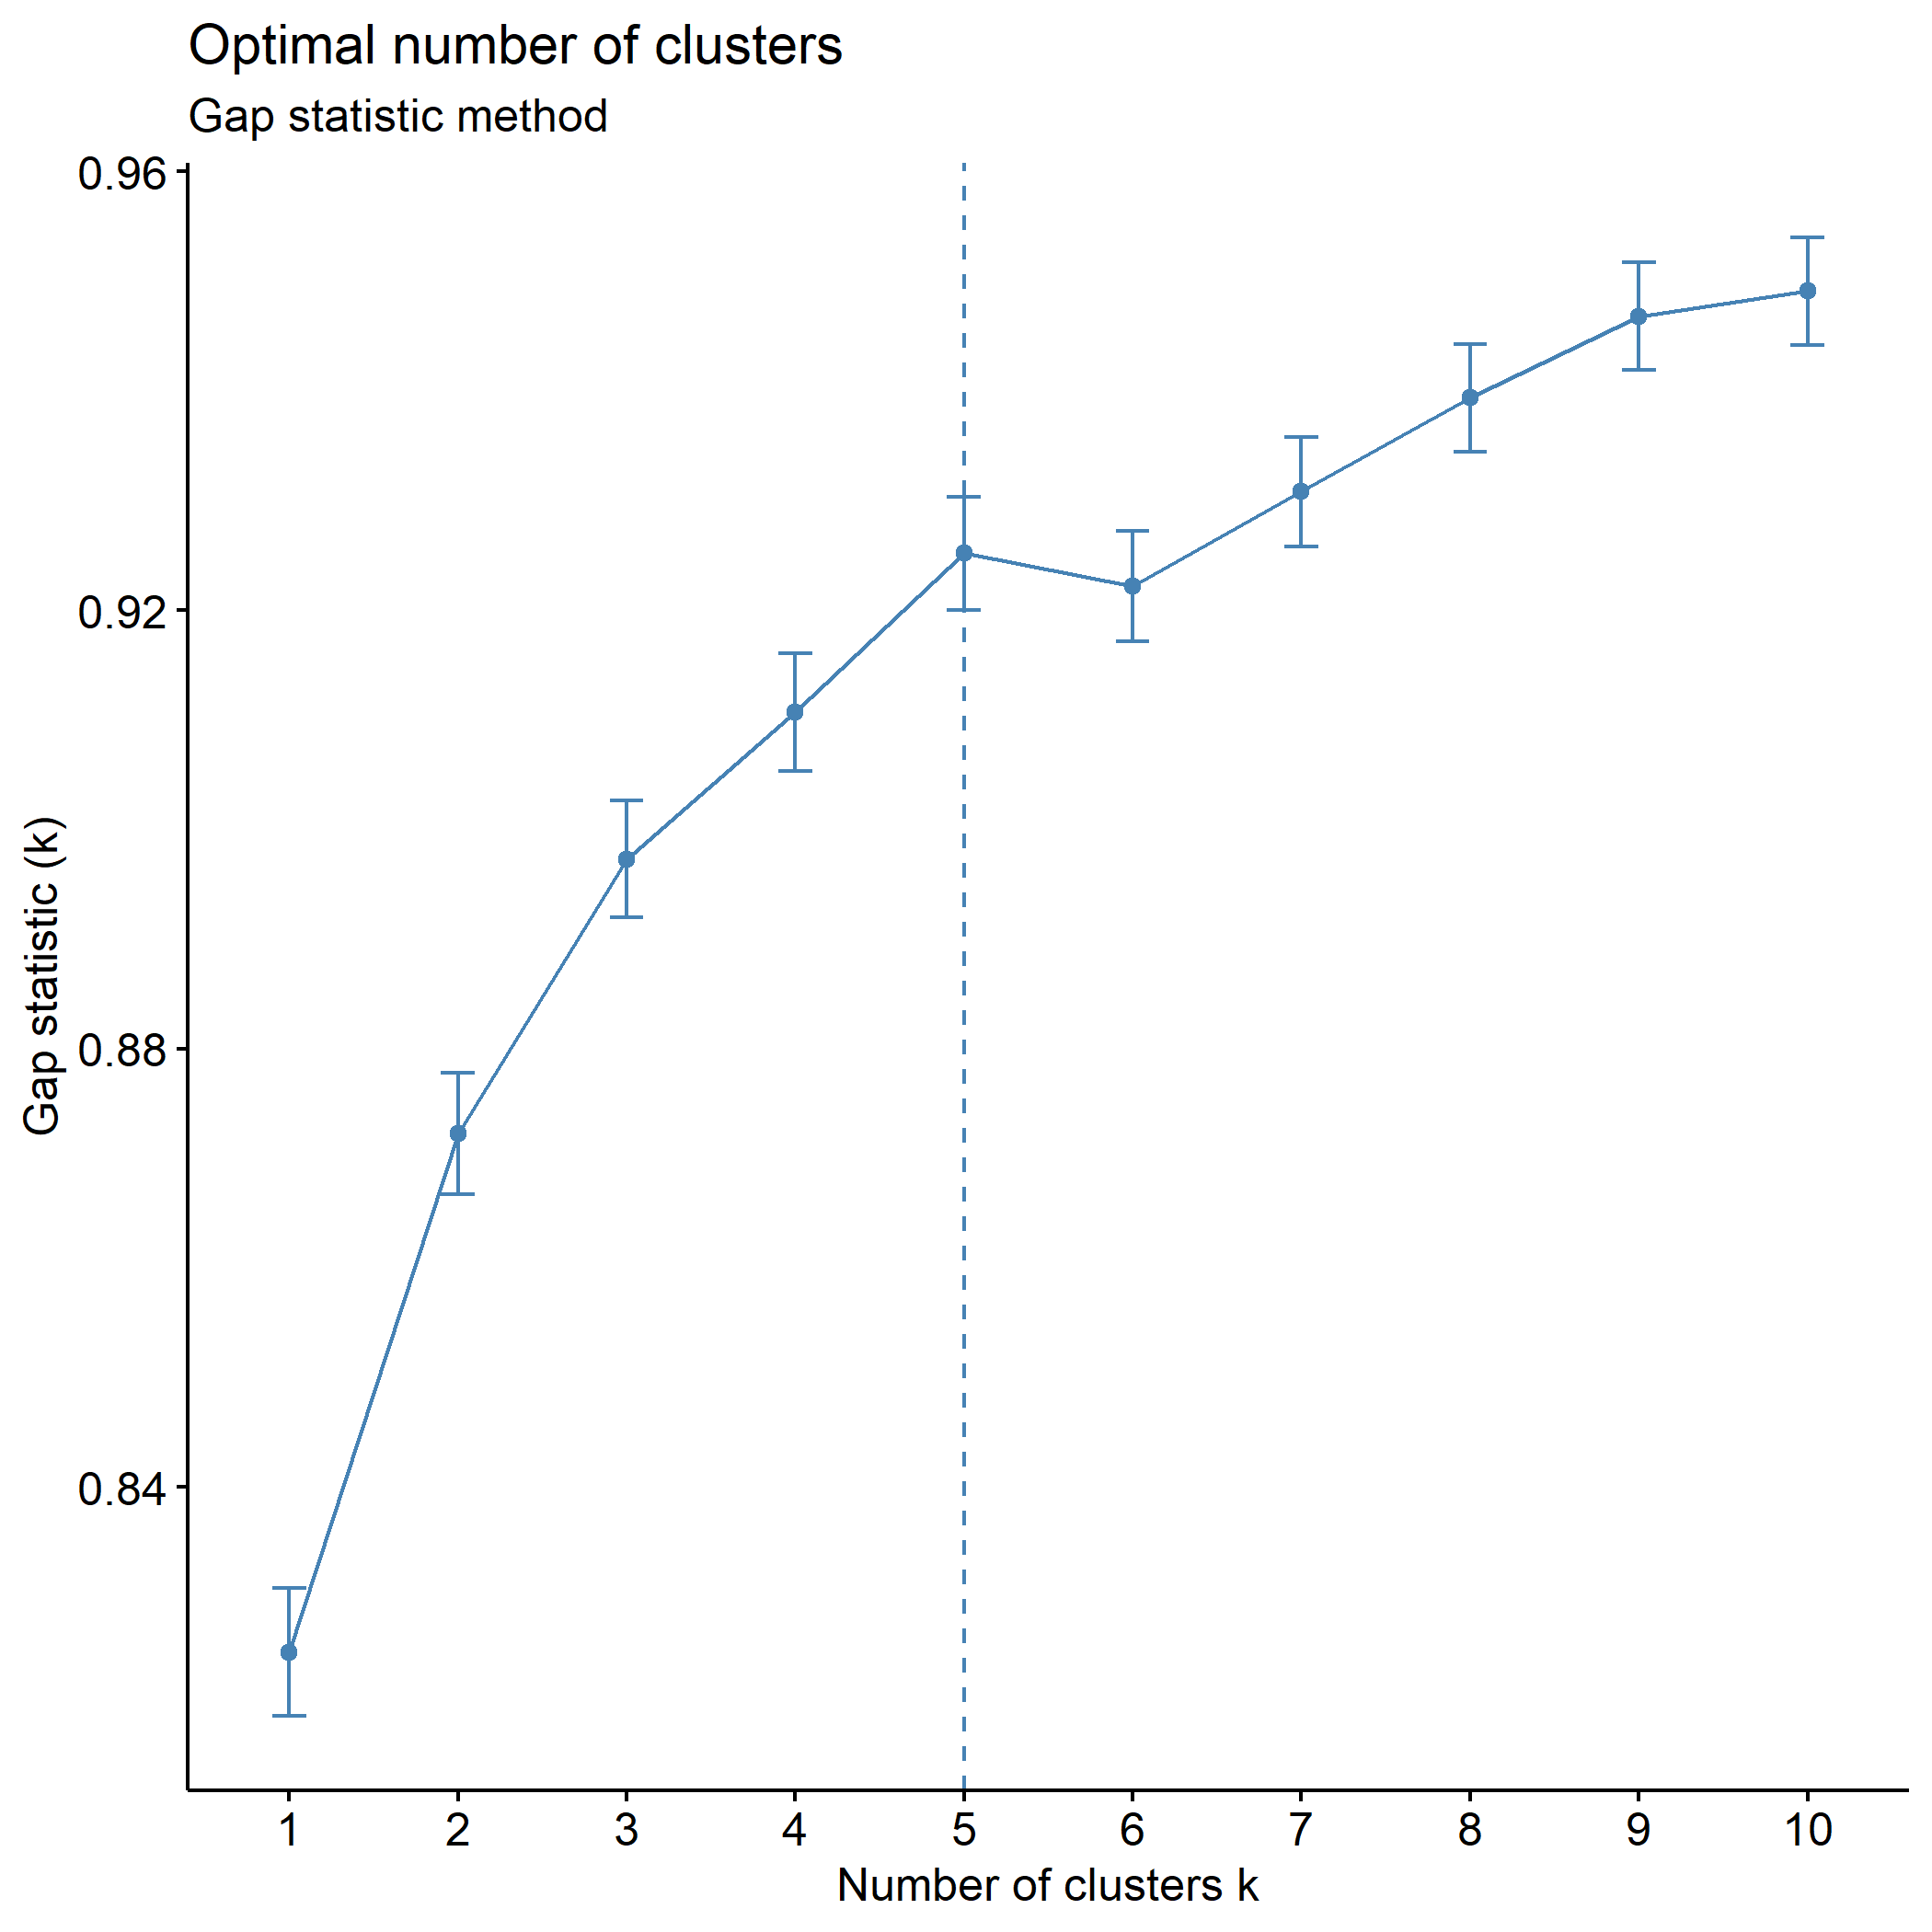 Optimal number of clusters
Gap statistic method
0.96
0.92
0.88
0.84
Gap statistic (k)
1 2 3 4 5 6 7 8 9 10
Number of clusters k